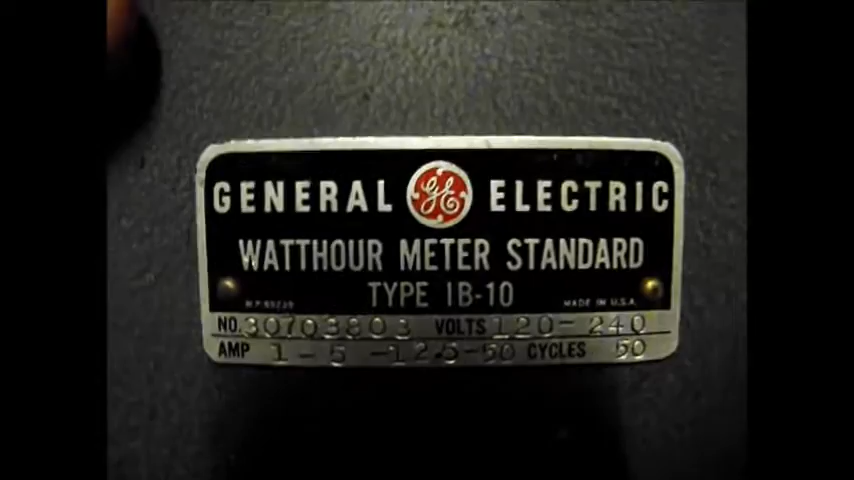 GENERAL GE ELECTRIC
WATTHOUR METER STANDARD
TYPE IB-10
MADE IN U.S.A.
NO. 30703803 VOLTS 120-240
AMP 1-5-12.5-50 CYCLES 50